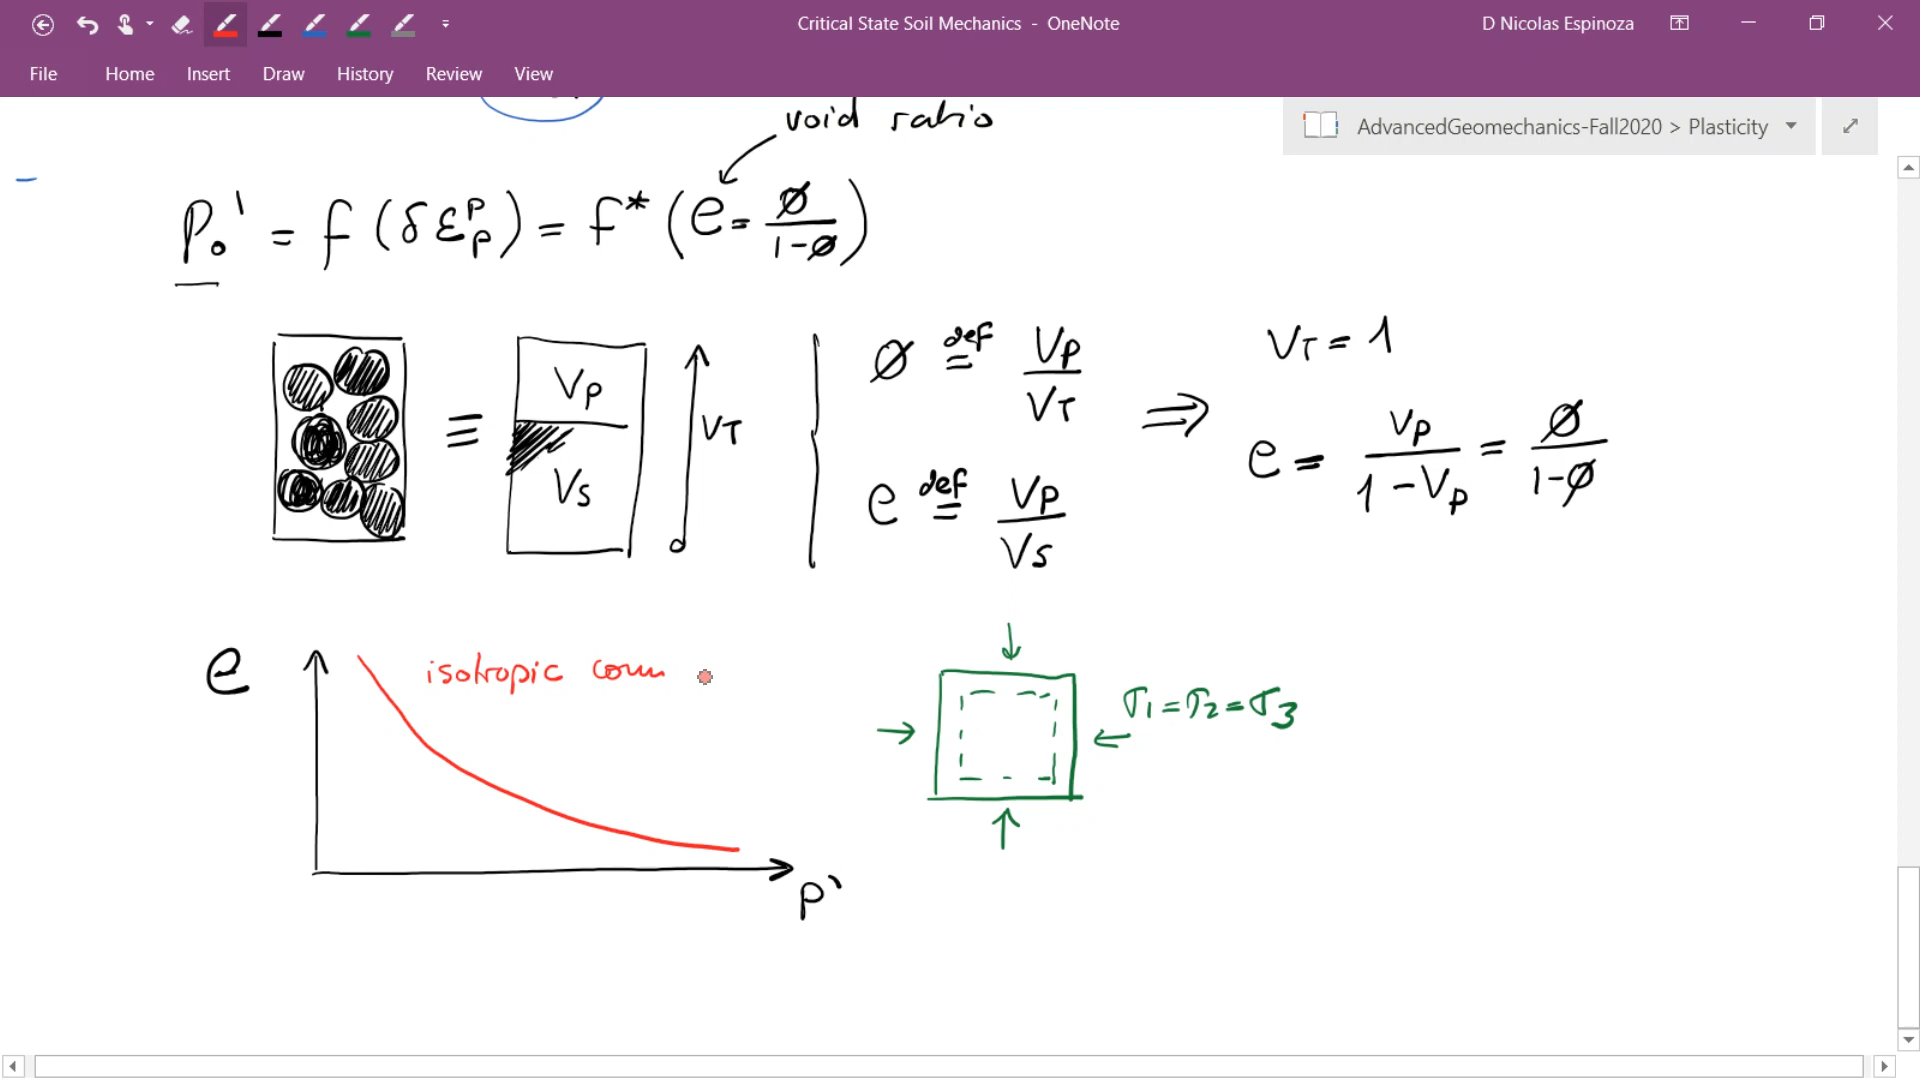 Critical State Soil Mechanics - OneNote
D Nicolas Espinoza
File Home Insert Draw History Review View
AdvancedGeomechanics-Fall2020 > Plasticity
void ratio
Po' = f (δ εpᵖ) = f* (e = ø/(1-ø))
Vp
Vs
VT
ø def= Vp/VT
e def= Vp/Vs
⇒
VT = 1
e = Vp/(1-Vp) = ø/(1-ø)
e
isotropic com
p'
σ1 = σ2 = σ3